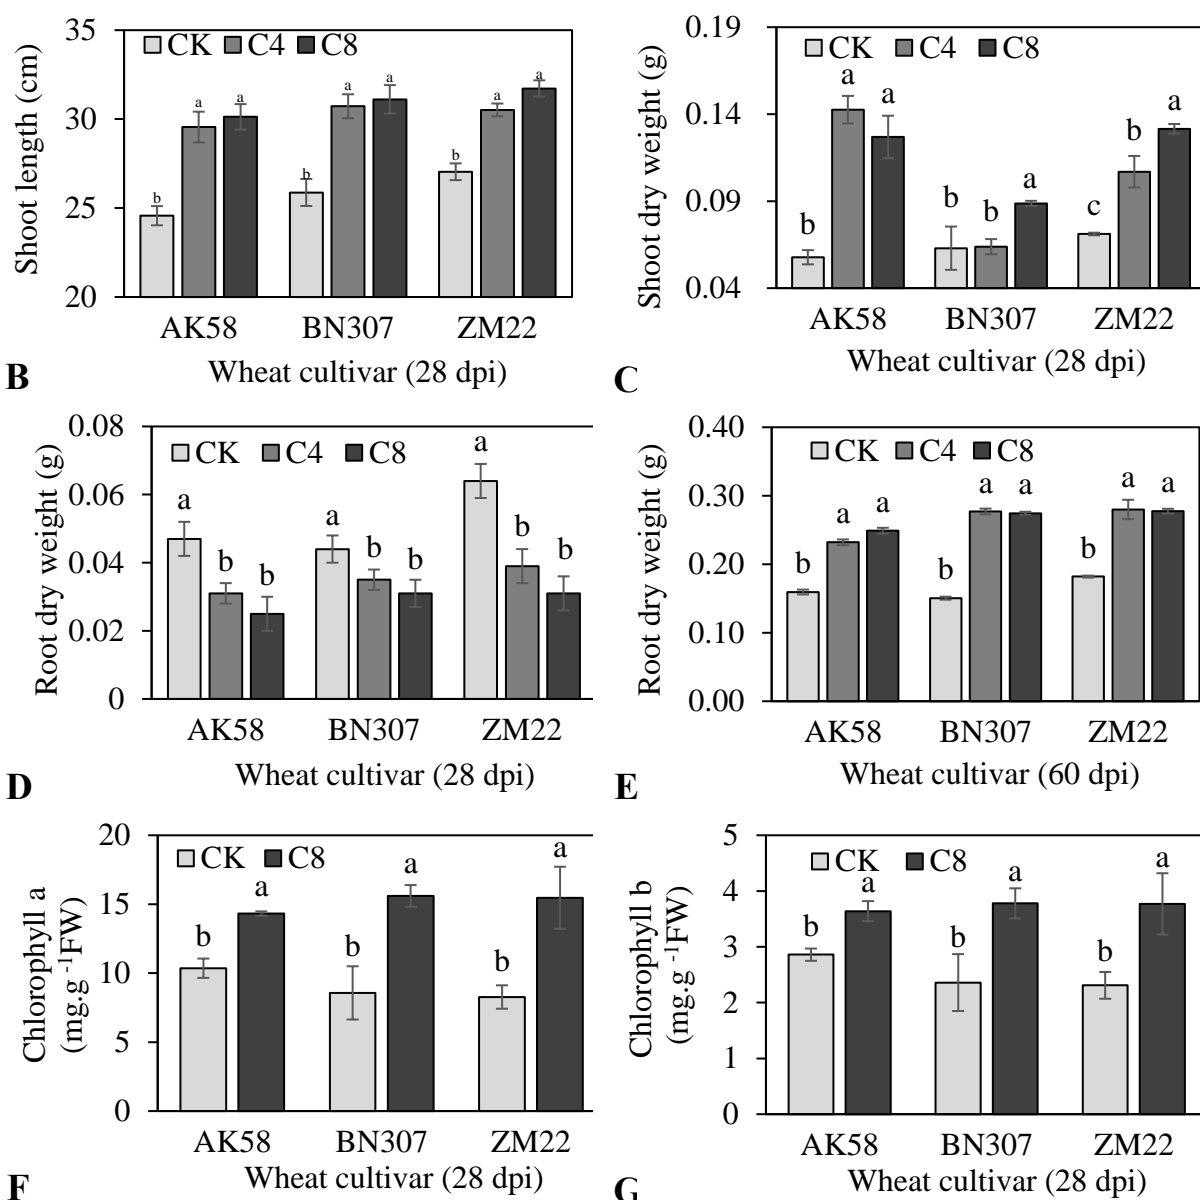 35
30
25
20
Shoot length (cm)
CK C4 C8
b a a b a a b a a
AK58 BN307 ZM22
Wheat cultivar (28 dpi)
B
0.19
0.14
0.09
0.04
Shoot dry weight (g)
CK C4 C8
b a a b b a c b a
AK58 BN307 ZM22
Wheat cultivar (28 dpi)
C
0.08
0.06
0.04
0.02
0
Root dry weight (g)
CK C4 C8
a b b a b b a b b
AK58 BN307 ZM22
Wheat cultivar (28 dpi)
D
0.40
0.30
0.20
0.10
0.00
Root dry weight (g)
CK C4 C8
b a a b a a b a a
AK58 BN307 ZM22
Wheat cultivar (60 dpi)
E
20
15
10
5
0
Chlorophyll a
(mg.g -1FW)
CK C8
b a b a b a
AK58 BN307 ZM22
Wheat cultivar (28 dpi)
F
5
4
3
2
1
0
Chlorophyll b
(mg.g -1FW)
CK C8
b a b a b a
AK58 BN307 ZM22
Wheat cultivar (28 dpi)
G